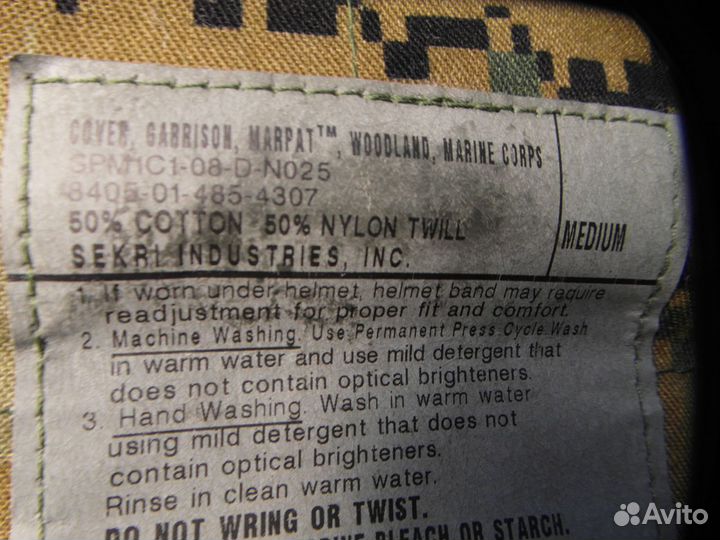 COVER, GARRISON, MARPAT™, WOODLAND, MARINE CORPS
SPM1C1-08-D-N025
8405-01-485-4307
50% COTTON 50% NYLON TWILL
SEKRI INDUSTRIES, INC.
MEDIUM
1. If worn under helmet, helmet band may require
readjustment for proper fit and comfort.
2. Machine Washing. Use Permanent Press Cycle Wash
in warm water and use mild detergent that
does not contain optical brighteners.
3. Hand Washing. Wash in warm water
using mild detergent that does not
contain optical brighteners.
Rinse in clean warm water.
DO NOT WRING OR TWIST.
BLEACH OR STARCH.
Avito